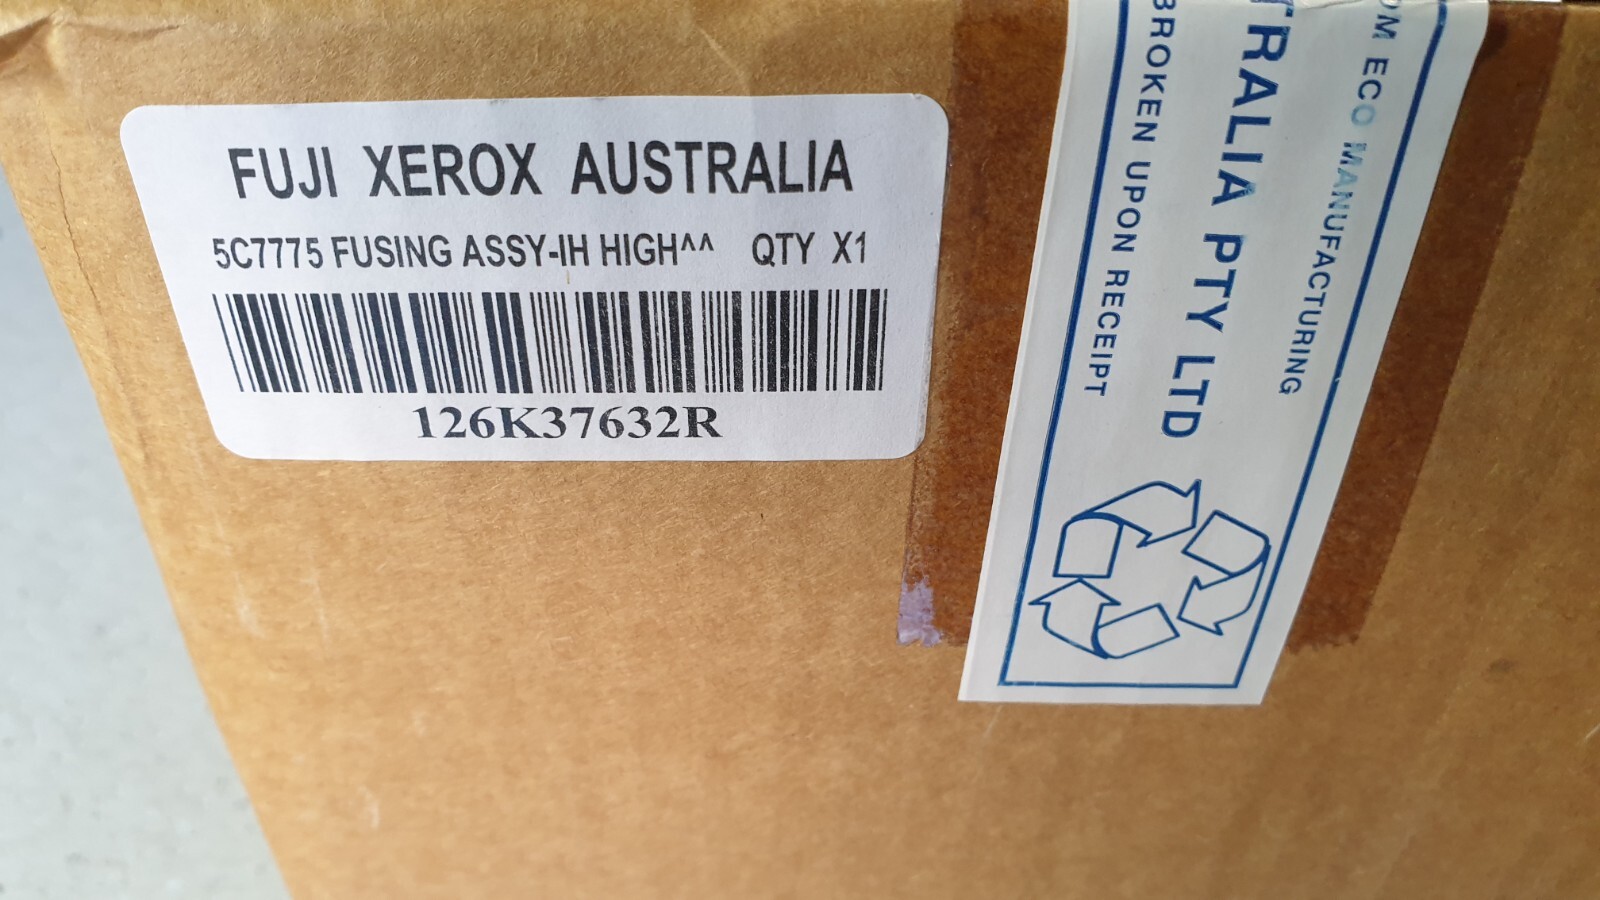 FUJI XEROX AUSTRALIA
5C7775 FUSING ASSY-IH HIGH^^ QTY X1
126K37632R
ECO MANUFACTURING
TRALIA PTY LTD
BROKEN UPON RECEIPT